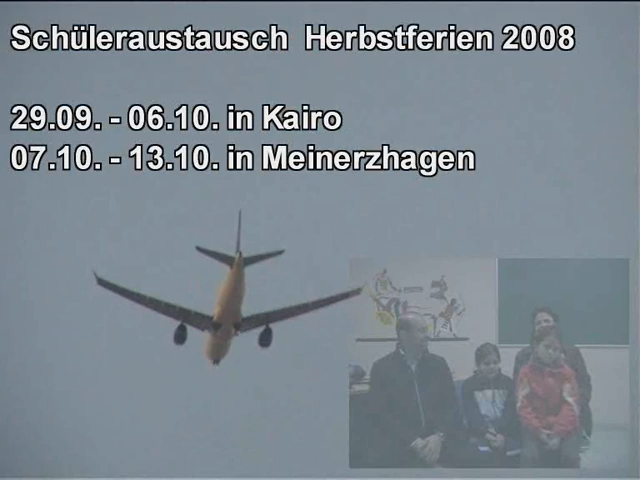 Schüleraustausch Herbstferien 2008
29.09. - 06.10. in Kairo
07.10. - 13.10. in Meinerzhagen